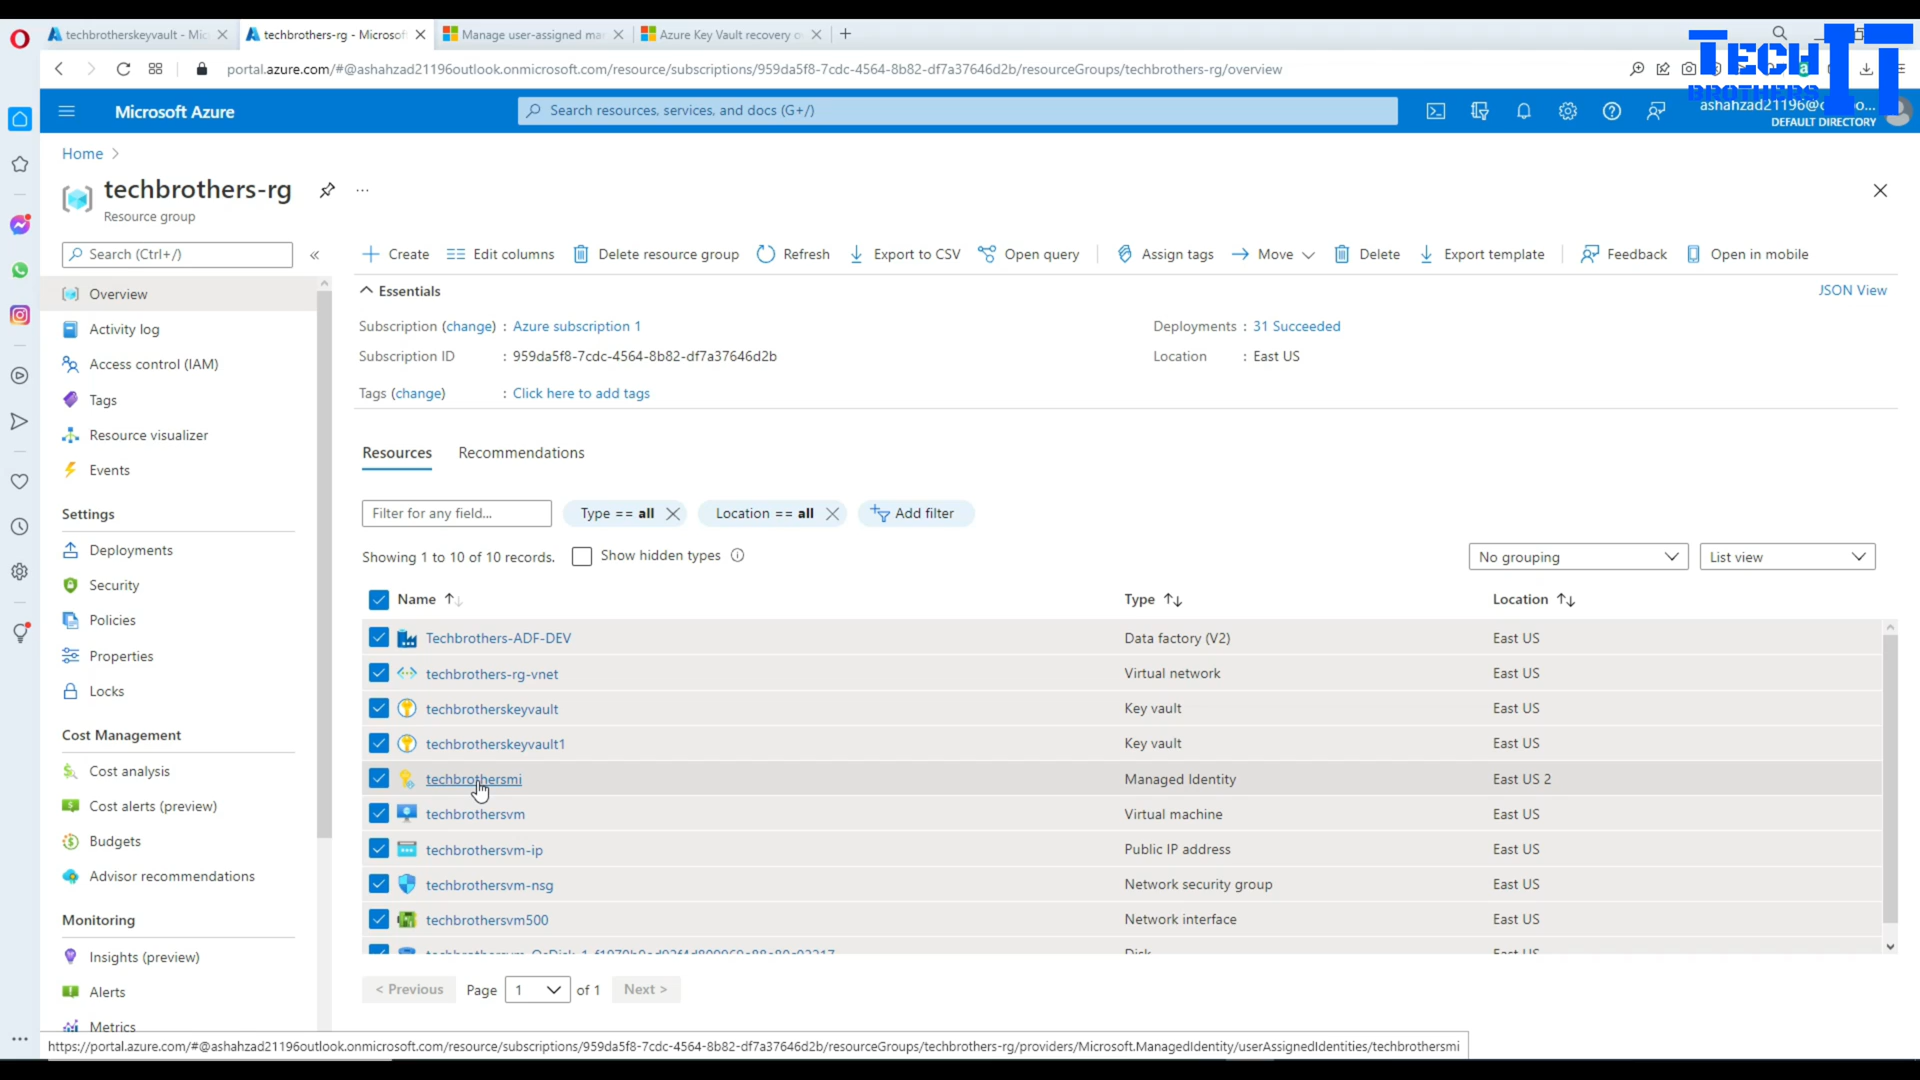 techbrotherskeyvault - Mic
techbrothers-rg - Microsof
Manage user-assigned ma
Azure Key Vault recovery o
portal.azure.com/#@ashahzad21196outlook.onmicrosoft.com/resource/subscriptions/959da5f8-7cdc-4564-8b82-df7a37646d2b/resourceGroups/techbrothers-rg/overview
TECH IT
BROTHERS
Microsoft Azure
Search resources, services, and docs (G+/)
ashahzad21196@
DEFAULT DIRECTORY
Home
techbrothers-rg
Resource group
Search (Ctrl+/)
Overview
Activity log
Access control (IAM)
Tags
Resource visualizer
Events
Settings
Deployments
Security
Policies
Properties
Locks
Cost Management
Cost analysis
Cost alerts (preview)
Budgets
Advisor recommendations
Monitoring
Insights (preview)
Alerts
Metrics
Create Edit columns Delete resource group Refresh Export to CSV Open query Assign tags Move Delete Export template Feedback Open in mobile
Essentials
JSON View
Subscription (change) : Azure subscription 1
Deployments : 31 Succeeded
Subscription ID : 959da5f8-7cdc-4564-8b82-df7a37646d2b
Location : East US
Tags (change) : Click here to add tags
Resources Recommendations
Filter for any field... Type == all Location == all Add filter
Showing 1 to 10 of 10 records. Show hidden types No grouping List view
Name Type Location
Techbrothers-ADF-DEV Data factory (V2) East US
techbrothers-rg-vnet Virtual network East US
techbrotherskeyvault Key vault East US
techbrotherskeyvault1 Key vault East US
techbrothersmi Managed Identity East US 2
techbrothersvm Virtual machine East US
techbrothersvm-ip Public IP address East US
techbrothersvm-nsg Network security group East US
techbrothersvm500 Network interface East US
Disk East US
< Previous Page 1 of 1 Next >
https://portal.azure.com/#@ashahzad21196outlook.onmicrosoft.com/resource/subscriptions/959da5f8-7cdc-4564-8b82-df7a37646d2b/resourceGroups/techbrothers-rg/providers/Microsoft.ManagedIdentity/userAssignedIdentities/techbrothersmi